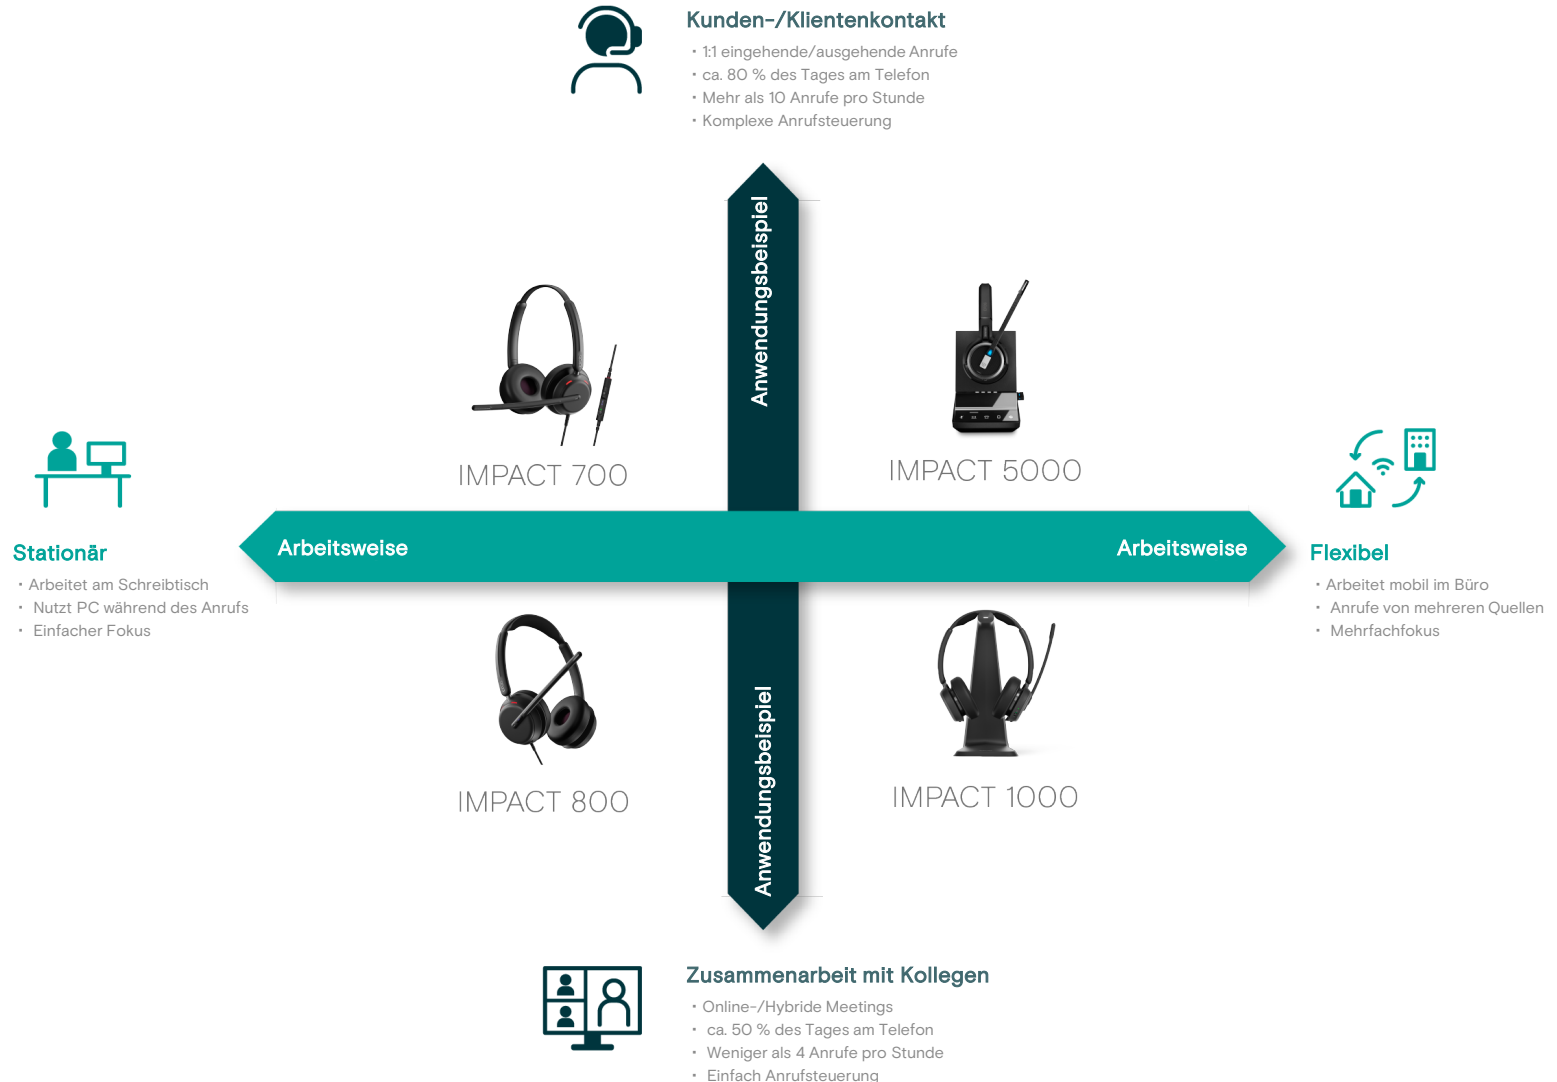 Kunden-/Klientenkontakt
• 1:1 eingehende/ausgehende Anrufe
• ca. 80 % des Tages am Telefon
• Mehr als 10 Anrufe pro Stunde
• Komplexe Anrufsteuerung
Anwendungsbeispiel
IMPACT 700
IMPACT 5000
Stationär
• Arbeitet am Schreibtisch
• Nutzt PC während des Anrufs
• Einfacher Fokus
Arbeitsweise
Arbeitsweise
Flexibel
• Arbeitet mobil im Büro
• Anrufe von mehreren Quellen
• Mehrfachfokus
IMPACT 800
IMPACT 1000
Anwendungsbeispiel
Zusammenarbeit mit Kollegen
• Online-/Hybride Meetings
• ca. 50 % des Tages am Telefon
• Weniger als 4 Anrufe pro Stunde
• Einfach Anrufsteuerung